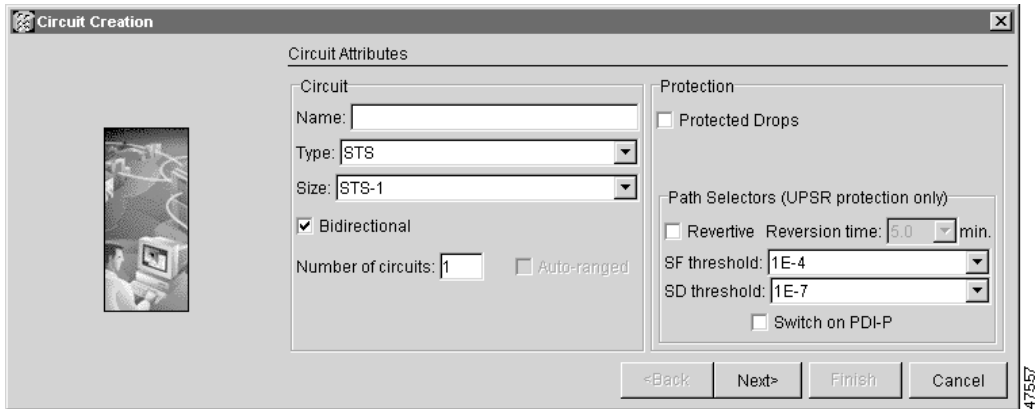 Circuit Creation
Circuit Attributes
Circuit
Name:
Type: STS
Size: STS-1
Bidirectional
Number of circuits: 1 Auto-ranged
Protection
Protected Drops
Path Selectors (UPSR protection only)
Revertive Reversion time: 5.0 min.
SF threshold: 1E-4
SD threshold: 1E-7
Switch on PDI-P
<Back Next> Finish Cancel
47557